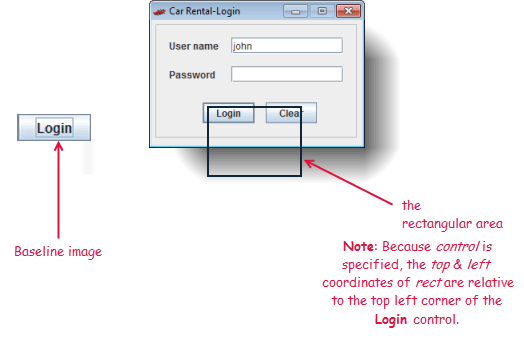 Car Rental-Login
User name john
Password
Login Clear
Login
Baseline image
the
rectangular area
Note: Because control is
specified, the top & left
coordinates of rect are relative
to the top left corner of the
Login control.